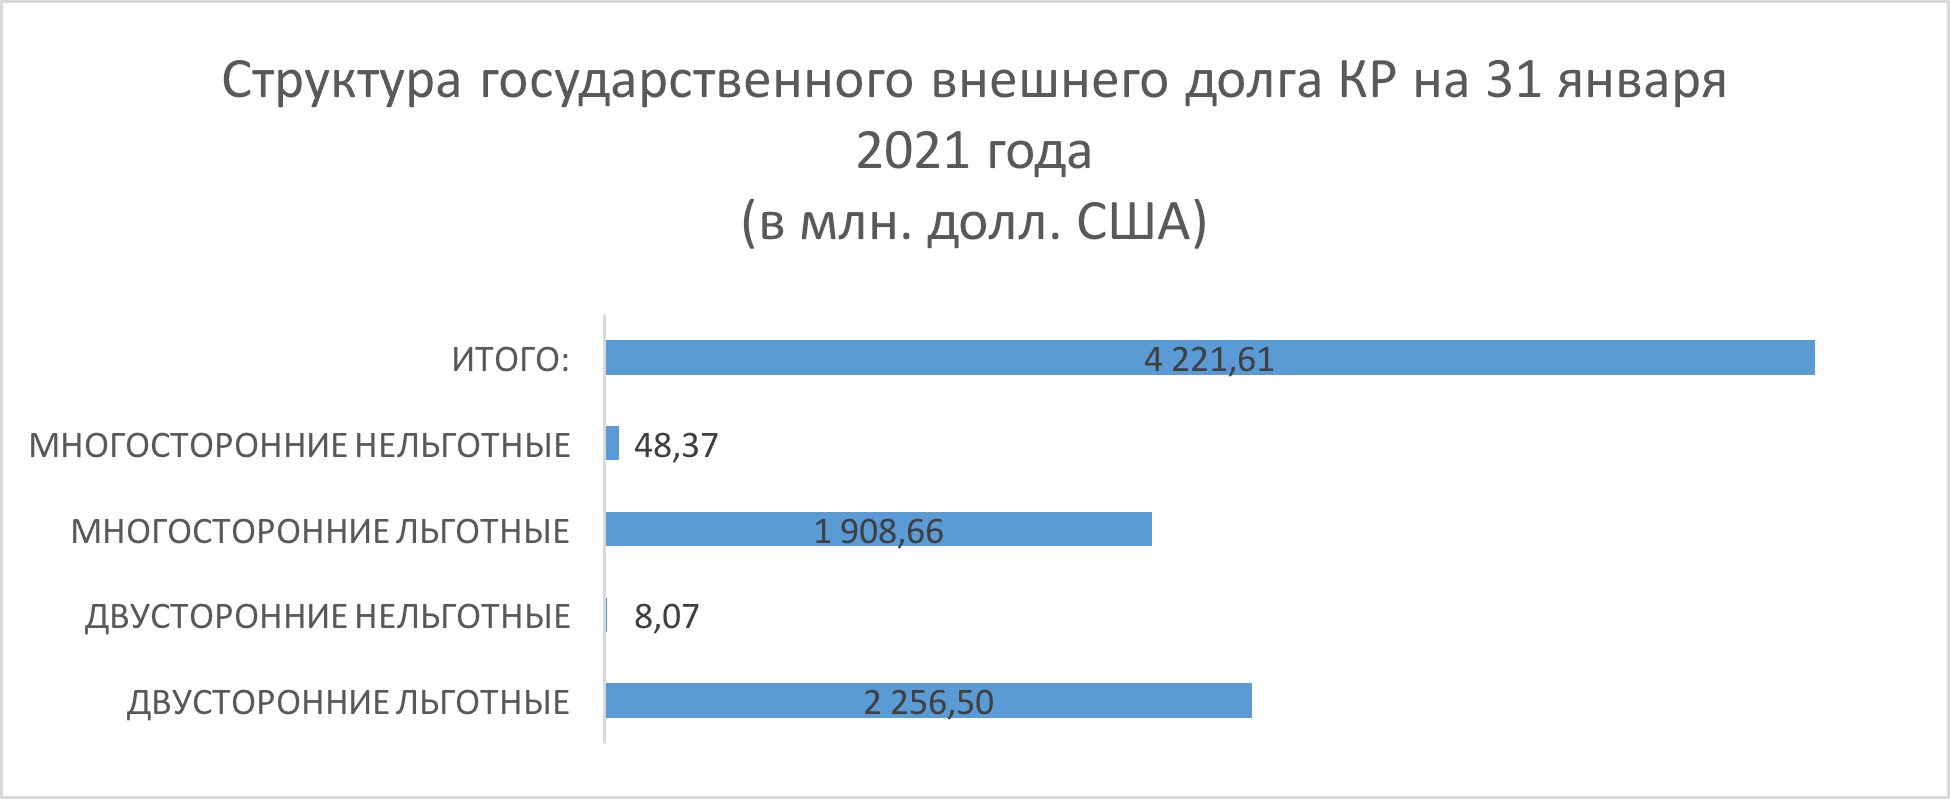 Структура государственного внешнего долга КР на 31 января
2021 года
(в млн. долл. США)
ИТОГО:
4 221,61
МНОГОСТОРОННИЕ НЕЛЬГОТНЫЕ
48,37
МНОГОСТОРОННИЕ ЛЬГОТНЫЕ
1 908,66
ДВУСТОРОННИЕ НЕЛЬГОТНЫЕ
8,07
ДВУСТОРОННИЕ ЛЬГОТНЫЕ
2 256,50